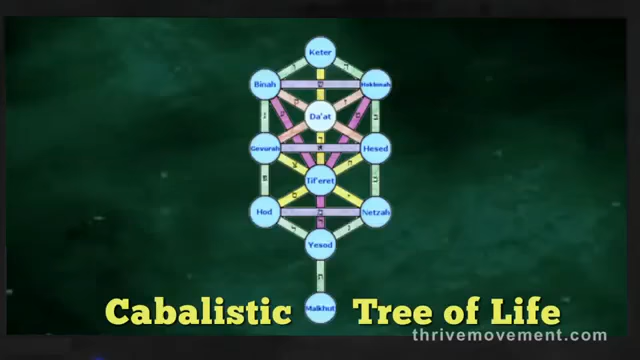 Keter
Binah
Hokhmah
Da'at
Gevurah
Hesed
Tif'eret
Hod
Netzah
Yesod
Malkhut
Cabalistic Tree of Life
thrivemovement.com